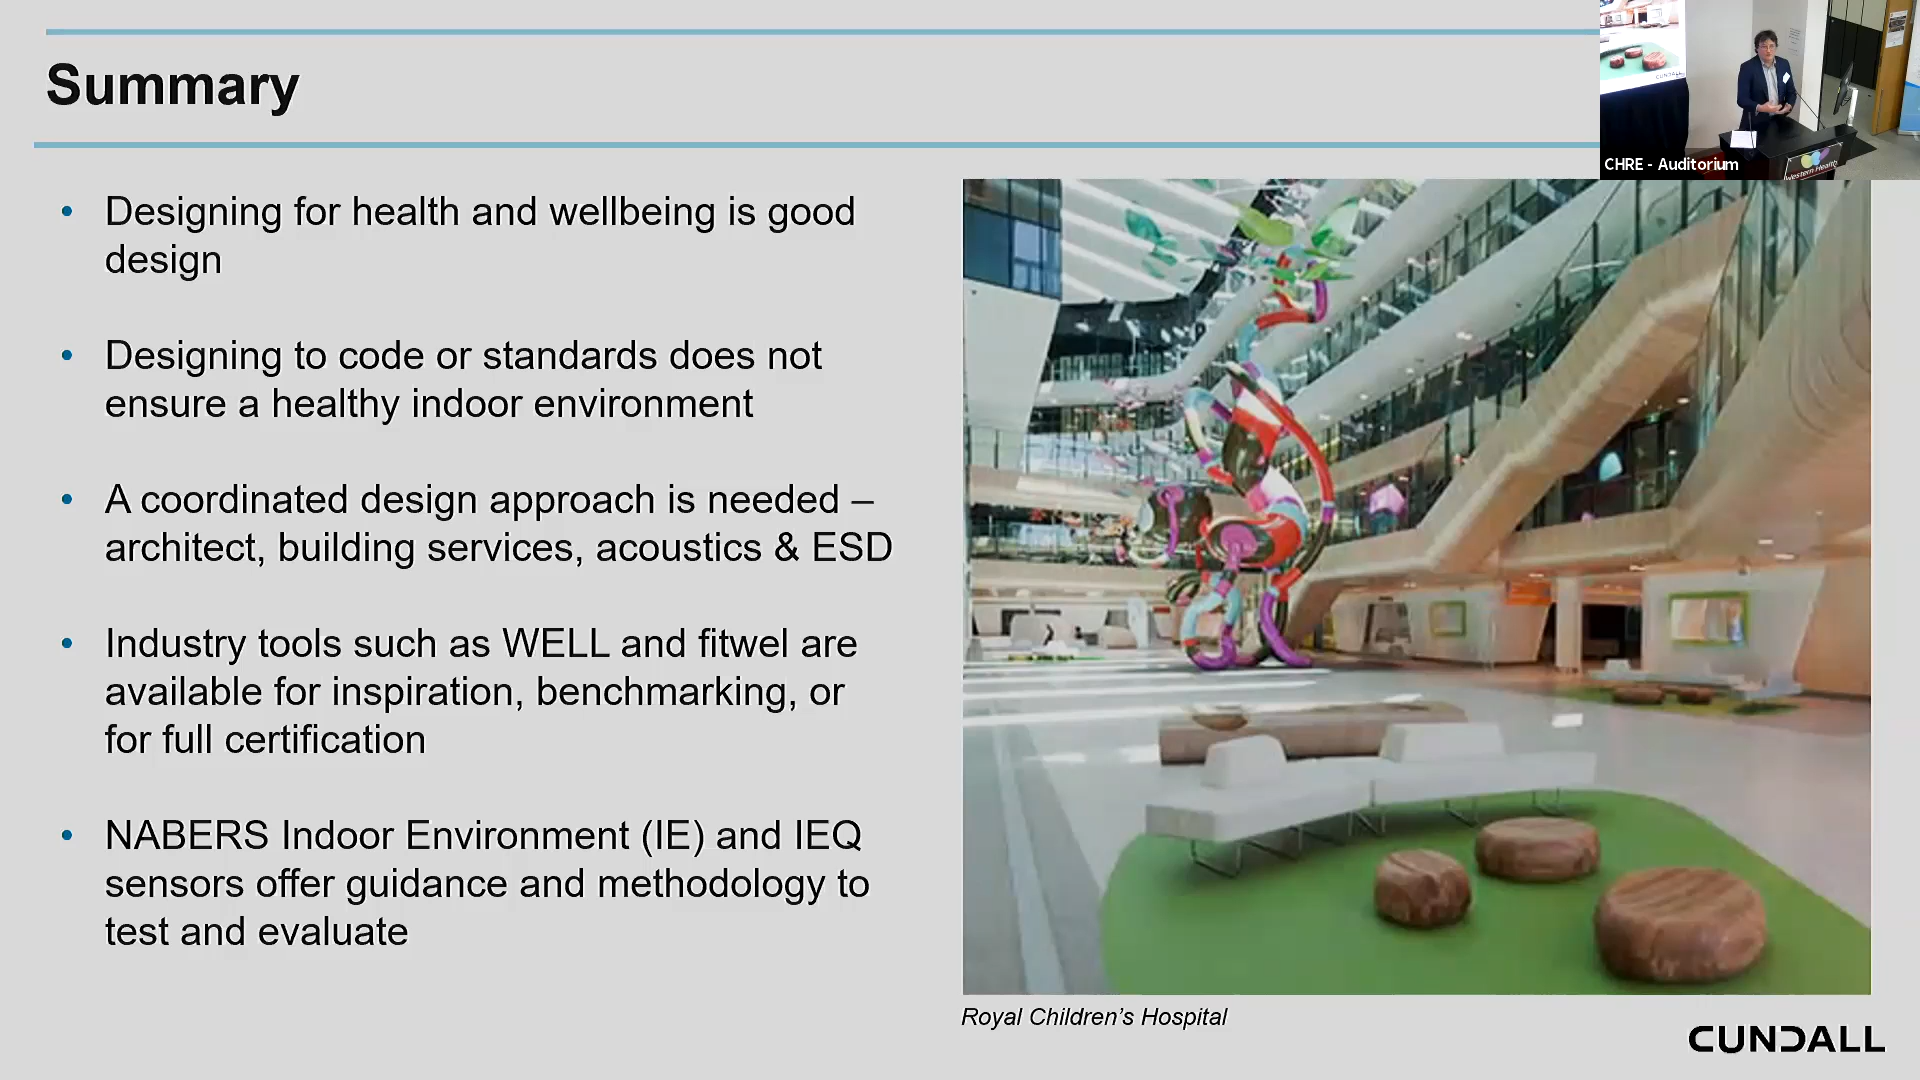 Summary
• Designing for health and wellbeing is good
design
• Designing to code or standards does not
ensure a healthy indoor environment
• A coordinated design approach is needed –
architect, building services, acoustics & ESD
• Industry tools such as WELL and fitwel are
available for inspiration, benchmarking, or
for full certification
• NABERS Indoor Environment (IE) and IEQ
sensors offer guidance and methodology to
test and evaluate
CHRE - Auditorium
Western Health
Royal Children’s Hospital
CUNDALL